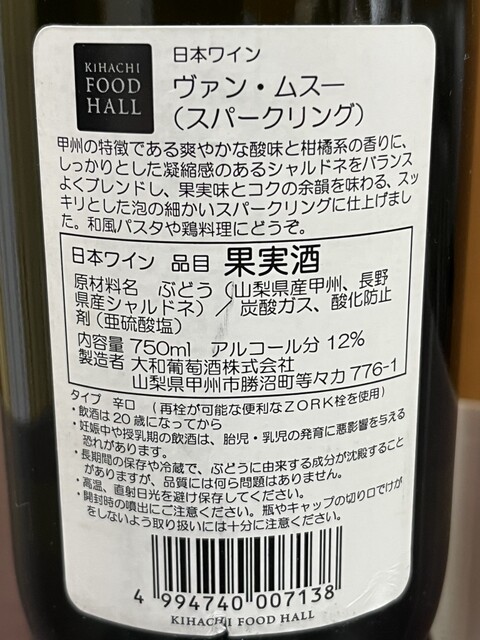 KiHACHI
FOOD
HALL
日本ワイン
ヴァン・ムスー
（スパークリング）
甲州の特徴である爽やかな酸味と柑橘系の香りに、
しっかりとした凝縮感のあるシャルドネをバランス
よくブレンドし、果実味とコクの余韻を味わる、スッ
キリとした泡の細かいスパークリングに仕上げまし
た。和風パスタや鶏料理にどうぞ。
日本ワイン 品目 果実酒
原材料名 ぶどう（山梨県産甲州、長野
県産シャルドネ）／炭酸ガス、酸化防止
剤（亜硫酸塩）
内容量 750ml アルコール分 12%
製造者 大和葡萄酒株式会社
山梨県甲州市勝沼町等々力776-1
タイプ 辛口 （再栓が可能な便利なZORK栓を使用）
・飲酒は20歳になってから
・妊娠中や授乳期の飲酒は、胎児・乳児の発育に悪影響を与える
恐れがあります。
・長期間の保存や冷蔵で、ぶどうに由来する成分が沈殿すること
がありますが、品質には何ら問題はありません。
・高温、直射日光を避け保存してください。
・開封時の噴出にご注意ください。瓶やキャップの切り口でけが
をしないよう取り扱いには十分に注意ください。
4 994740 007138
KIHACHI FOOD HALL